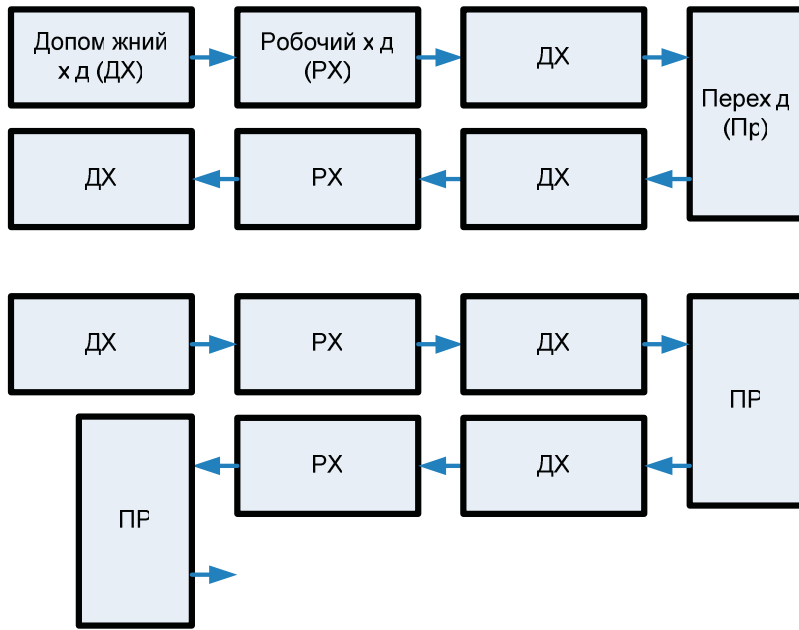 Допом жний
х д (ДХ)
Робочий х д
(РХ)
ДХ
Перех д
(Пр)
ДХ
РХ
ДХ
ДХ
РХ
ДХ
ПР
РХ
ДХ
ПР